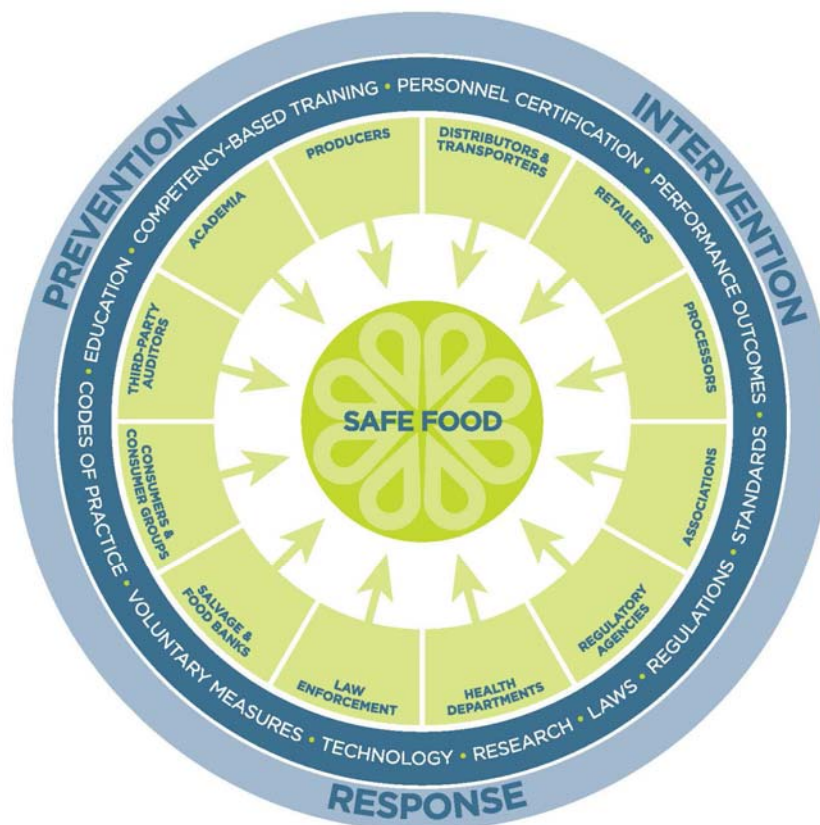 PREVENTION
INTERVENTION
RESPONSE
EDUCATION • COMPETENCY-BASED TRAINING • PERSONNEL CERTIFICATION • PERFORMANCE OUTCOMES • STANDARDS • REGULATIONS • LAWS • RESEARCH • TECHNOLOGY • VOLUNTARY MEASURES • CODES OF PRACTICE •
PRODUCERS
DISTRIBUTORS &
TRANSPORTERS
RETAILERS
PROCESSORS
ASSOCIATIONS
REGULATORY
AGENCIES
HEALTH
DEPARTMENTS
LAW
ENFORCEMENT
SALVAGE &
FOOD BANKS
CONSUMERS &
CONSUMER GROUPS
THIRD-PARTY
AUDITORS
ACADEMIA
SAFE FOOD